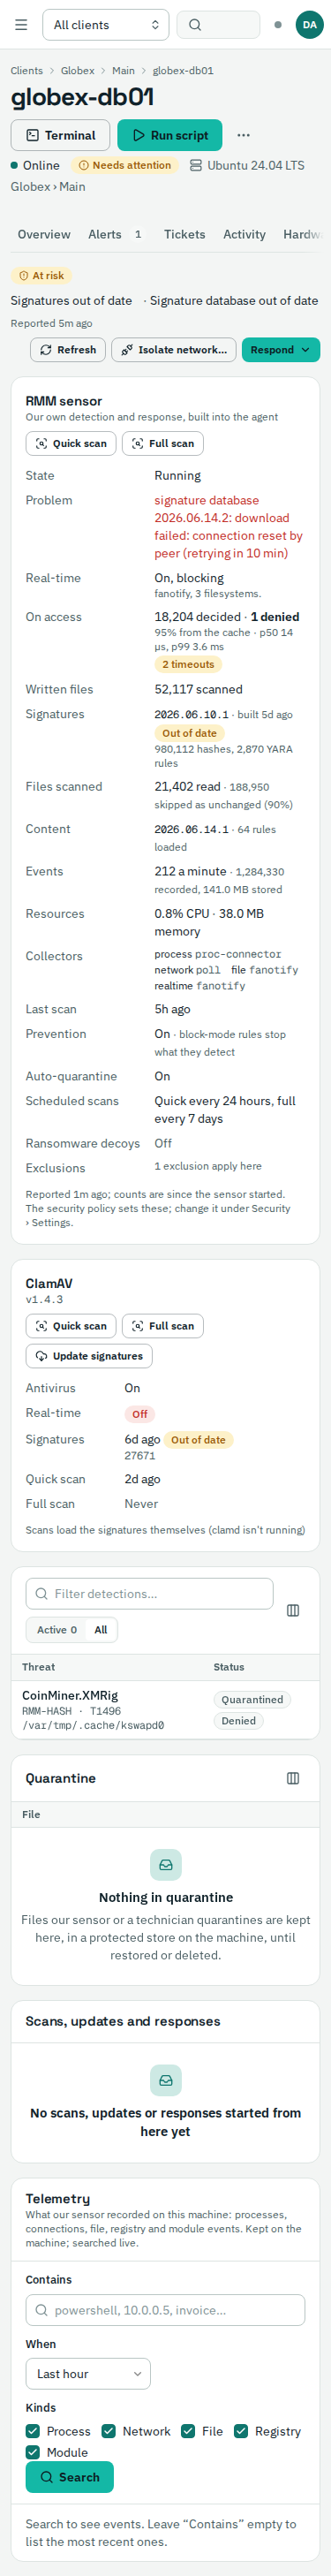 All clients
DA
Clients › Globex › Main › globex-db01
globex-db01
Terminal
Run script
Online
Needs attention
Ubuntu 24.04 LTS
Globex › Main
Overview
Alerts 1
Tickets
Activity
Hardw
At risk
Signatures out of date · Signature database out of date
Reported 5m ago
Refresh
Isolate network...
Respond
RMM sensor
Our own detection and response, built into the agent
Quick scan
Full scan
State
Running
Problem
signature database
2026.06.14.2: download
failed: connection reset by
peer (retrying in 10 min)
Real-time
On, blocking
fanotify, 3 filesystems.
On access
18,204 decided · 1 denied
95% from the cache · p50 14
µs, p99 3.6 ms
2 timeouts
Written files
52,117 scanned
Signatures
2026.06.10.1 · built 5d ago
Out of date
980,112 hashes, 2,870 YARA
rules
Files scanned
21,402 read · 188,950
skipped as unchanged (90%)
Content
2026.06.14.1 · 64 rules
loaded
Events
212 a minute · 1,284,330
recorded, 141.0 MB stored
Resources
0.8% CPU · 38.0 MB
memory
Collectors
process proc-connector
network poll file fanotify
realtime fanotify
Last scan
5h ago
Prevention
On · block-mode rules stop
what they detect
Auto-quarantine
On
Scheduled scans
Quick every 24 hours, full
every 7 days
Ransomware decoys
Off
Exclusions
1 exclusion apply here
Reported 1m ago; counts are since the sensor started.
The security policy sets these; change it under Security
› Settings.
ClamAV
v1.4.3
Quick scan
Full scan
Update signatures
Antivirus
On
Real-time
Off
Signatures
6d ago Out of date
27671
Quick scan
2d ago
Full scan
Never
Scans load the signatures themselves (clamd isn't running)
Filter detections...
Active 0
All
Threat
Status
CoinMiner.XMRig
RMM-HASH · T1496
/var/tmp/.cache/kswapd0
Quarantined
Denied
Quarantine
File
Nothing in quarantine
Files our sensor or a technician quarantines are kept
here, in a protected store on the machine, until
restored or deleted.
Scans, updates and responses
No scans, updates or responses started from
here yet
Telemetry
What our sensor recorded on this machine: processes,
connections, file, registry and module events. Kept on the
machine; searched live.
Contains
powershell, 10.0.0.5, invoice...
When
Last hour
Kinds
Process
Network
File
Registry
Module
Search
Search to see events. Leave “Contains” empty to
list the most recent ones.